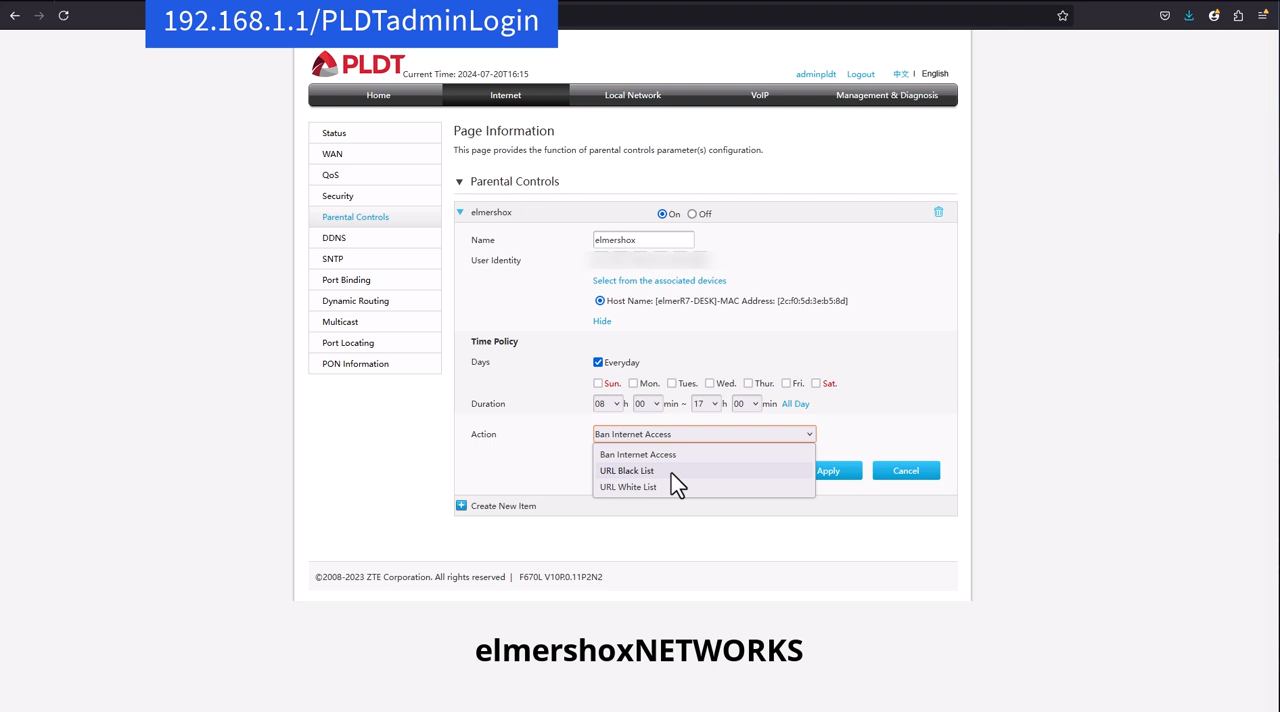 192.168.1.1/PLDTadminLogin
PLDT
Current Time: 2024-07-20T16:15
adminpldt Logout 中文 | English
Home Internet Local Network VoIP Management & Diagnosis
Status
WAN
QoS
Security
Parental Controls
DDNS
SNTP
Port Binding
Dynamic Routing
Multicast
Port Locating
PON Information
Page Information
This page provides the function of parental controls parameter(s) configuration.
Parental Controls
elmershox On Off
Name elmershox
User Identity
Select from the associated devices
Host Name: [elmerR7-DESK]-MAC Address: [2c:f0:5d:3e:b5:8d]
Hide
Time Policy
Days Everyday
Sun. Mon. Tues. Wed. Thur. Fri. Sat.
Duration 08 h 00 min ~ 17 h 00 min All Day
Action Ban Internet Access
Ban Internet Access
URL Black List
URL White List
Apply Cancel
Create New Item
©2008-2023 ZTE Corporation. All rights reserved | F670L V10P.0.11P2N2
elmershoxNETWORKS